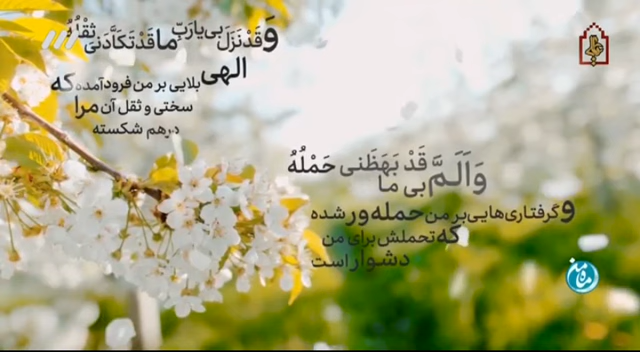 وَقَدْ نَزَلَ بی یا رَبِّ ما قَدْ تَکَاَّدَنی ثِقْلُهُ
الهی بلایی بر من فرود آمده که
سختی و ثقل آن مرا
درهم شکسته
وَاَلَمَّ بی ما قَدْ بَهَظَنی حَمْلُهُ
و گرفتاری‌هایی بر من حمله‌ور شده
که تحملش برای من
دشوار است